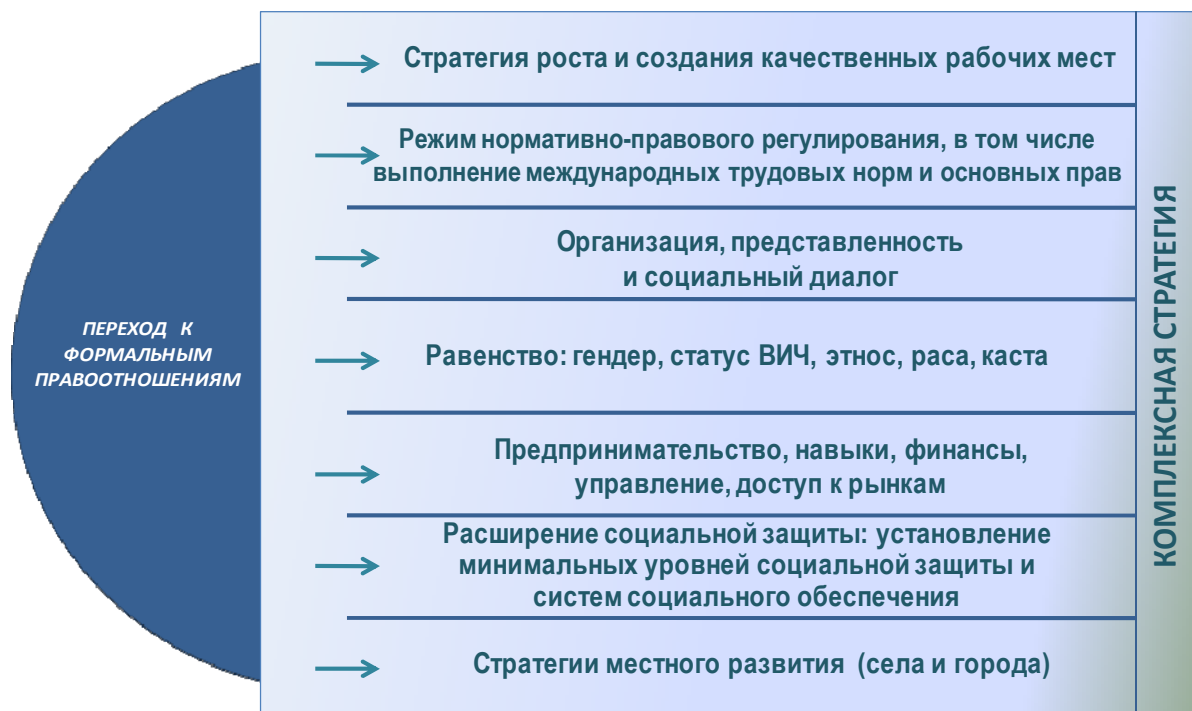 ПЕРЕХОД К
ФОРМАЛЬНЫМ
ПРАВООТНОШЕНИЯМ
Стратегия роста и создания качественных рабочих мест
Режим нормативно-правового регулирования, в том числе
выполнение международных трудовых норм и основных прав
Организация, представленность
и социальный диалог
Равенство: гендер, статус ВИЧ, этнос, раса, каста
Предпринимательство, навыки, финансы,
управление, доступ к рынкам
Расширение социальной защиты: установление
минимальных уровней социальной защиты и
систем социального обеспечения
Стратегии местного развития (села и города)
КОМПЛЕКСНАЯ СТРАТЕГИЯ